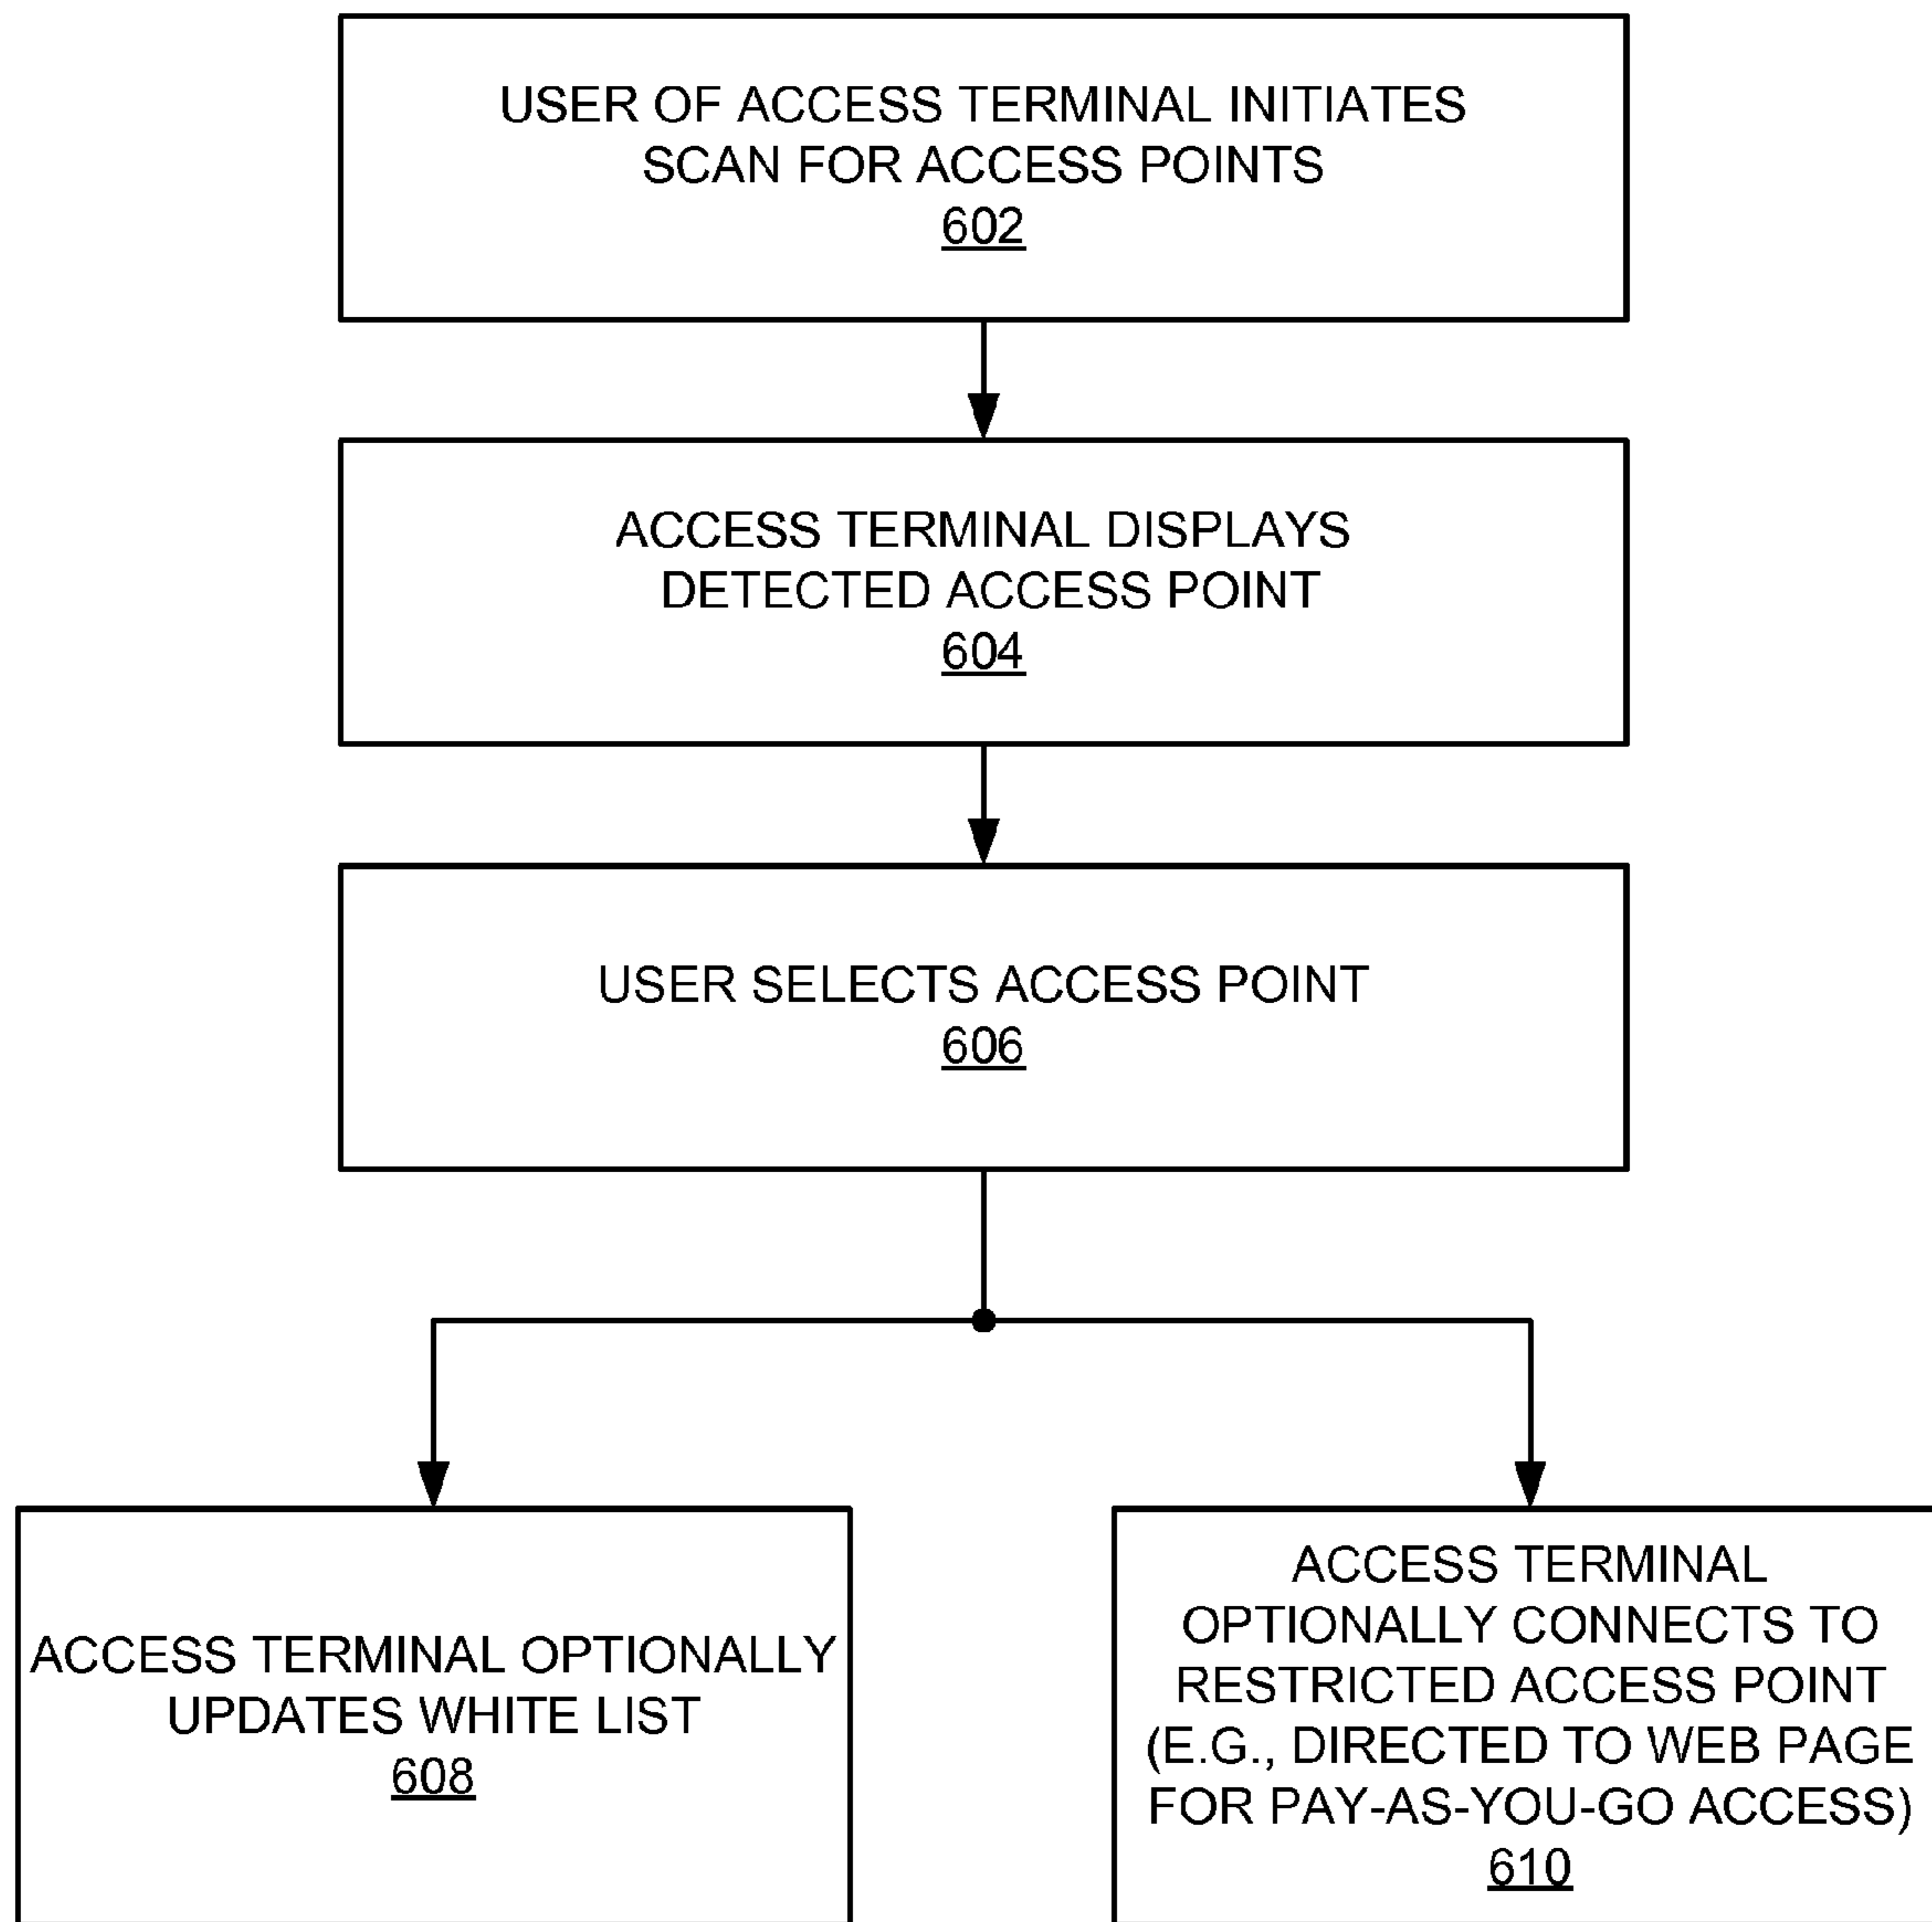 USER OF ACCESS TERMINAL INITIATES
SCAN FOR ACCESS POINTS
602
ACCESS TERMINAL DISPLAYS
DETECTED ACCESS POINT
604
USER SELECTS ACCESS POINT
606
ACCESS TERMINAL OPTIONALLY
UPDATES WHITE LIST
608
ACCESS TERMINAL
OPTIONALLY CONNECTS TO
RESTRICTED ACCESS POINT
(E.G., DIRECTED TO WEB PAGE
FOR PAY-AS-YOU-GO ACCESS)
610